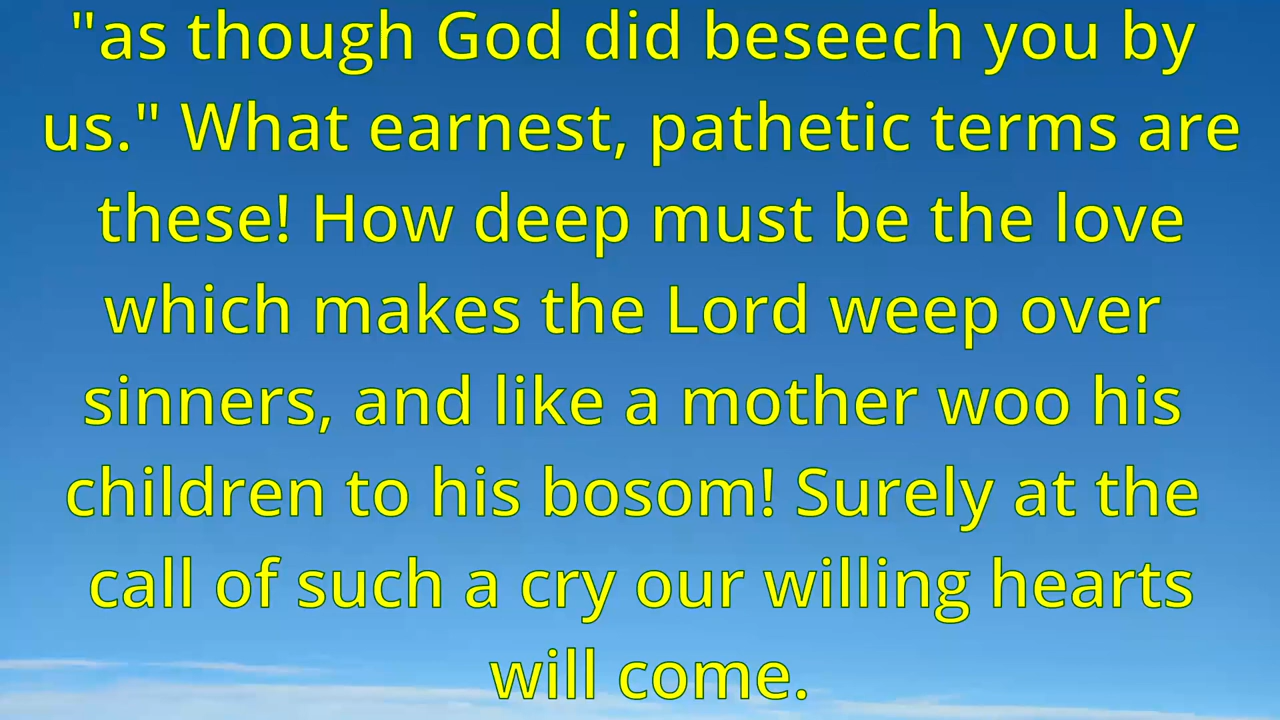 "as though God did beseech you by
us." What earnest, pathetic terms are
these! How deep must be the love
which makes the Lord weep over
sinners, and like a mother woo his
children to his bosom! Surely at the
call of such a cry our willing hearts
will come.